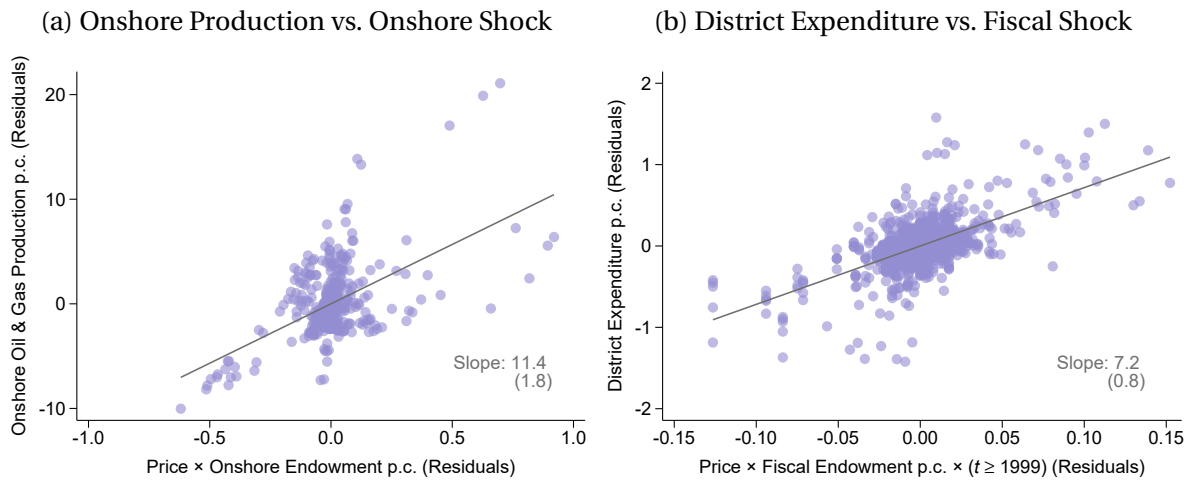 (a) Onshore Production vs. Onshore Shock
Onshore Oil & Gas Production p.c. (Residuals)
20
10
0
-10
-1.0 -0.5 0.0 0.5 1.0
Slope: 11.4
(1.8)
Price × Onshore Endowment p.c. (Residuals)
(b) District Expenditure vs. Fiscal Shock
District Expenditure p.c. (Residuals)
2
1
0
-1
-2
-0.15 -0.10 -0.05 0.00 0.05 0.10 0.15
Slope: 7.2
(0.8)
Price × Fiscal Endowment p.c. × (t ≥ 1999) (Residuals)